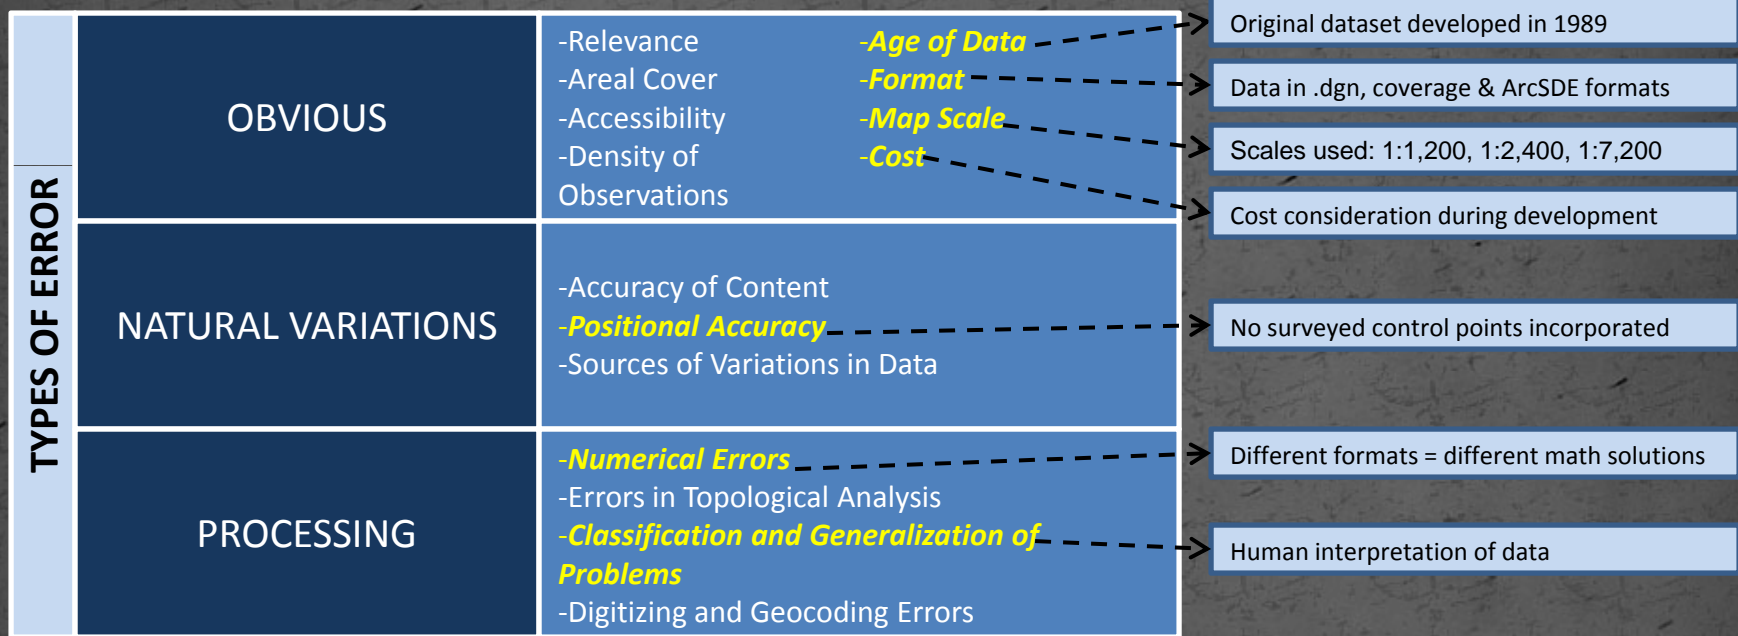 TYPES OF ERROR
OBVIOUS
-Relevance
-Areal Cover
-Accessibility
-Density of
Observations
-Age of Data
-Format
-Map Scale
-Cost
Original dataset developed in 1989
Data in .dgn, coverage & ArcSDE formats
Scales used: 1:1,200, 1:2,400, 1:7,200
Cost consideration during development
NATURAL VARIATIONS
-Accuracy of Content
-Positional Accuracy
-Sources of Variations in Data
No surveyed control points incorporated
PROCESSING
-Numerical Errors
-Errors in Topological Analysis
-Classification and Generalization of
Problems
-Digitizing and Geocoding Errors
Different formats = different math solutions
Human interpretation of data